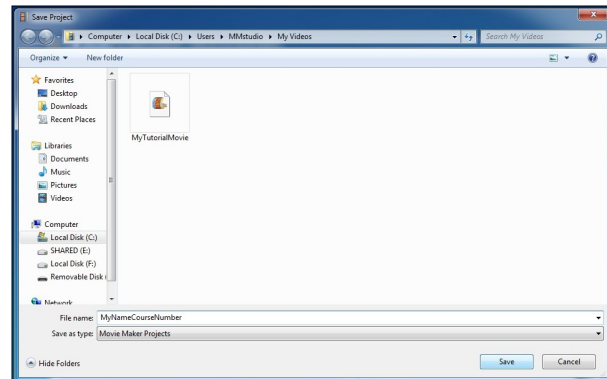 Save Project
Computer Local Disk (C:) Users MMstudio My Videos
Search My Videos
Organize New folder
Favorites
Desktop
Downloads
Recent Places
Libraries
Documents
Music
Pictures
Videos
Computer
Local Disk (C:)
SHARED (E:)
Local Disk (F:)
Removable Disk
Network
MyTutorialMovie
File name: MyNameCourseNumber
Save as type: Movie Maker Projects
Hide Folders
Save
Cancel